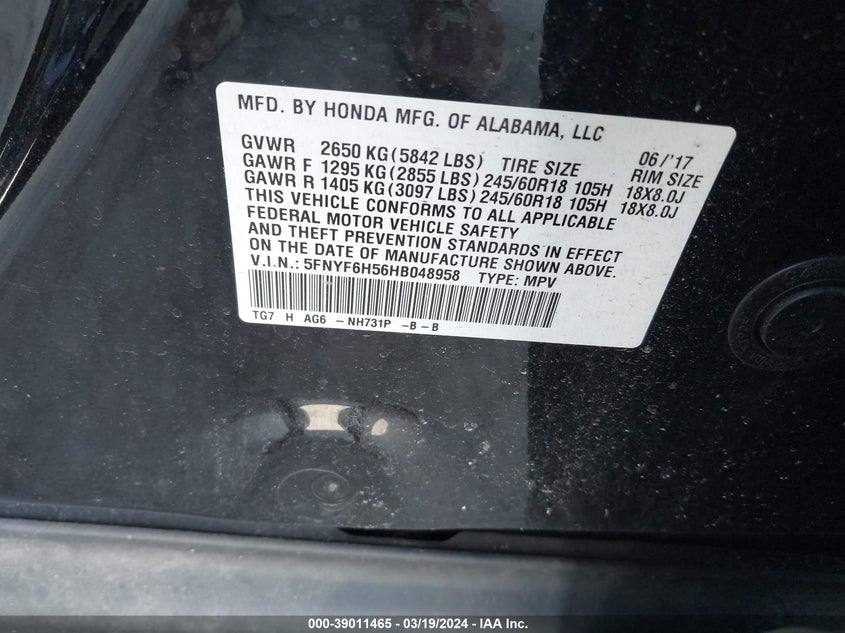 MFD. BY HONDA MFG. OF ALABAMA, LLC
GVWR 2650 KG (5842 LBS) TIRE SIZE 06/'17 RIM SIZE
GAWR F 1295 KG (2855 LBS) 245/60R18 105H 18X8.0J
GAWR R 1405 KG (3097 LBS) 245/60R18 105H 18X8.0J
THIS VEHICLE CONFORMS TO ALL APPLICABLE
FEDERAL MOTOR VEHICLE SAFETY
AND THEFT PREVENTION STANDARDS IN EFFECT
ON THE DATE OF MANUFACTURE SHOWN ABOVE.
V.I.N.: 5FNYF6H56HB048958 TYPE: MPV
TG7 H AG6 - NH731P -B - B
000-39011465 - 03/19/2024 - IAA Inc.